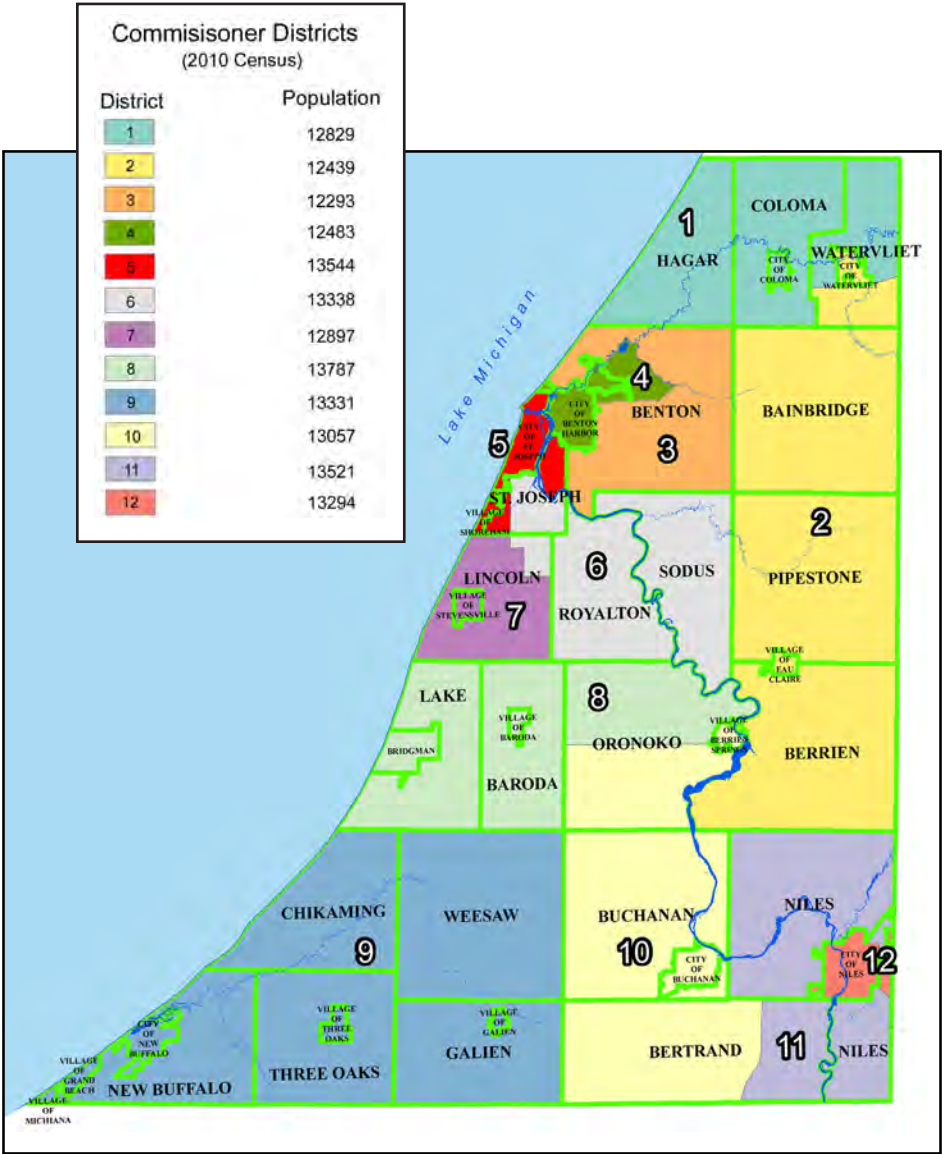 Commisisoner Districts
(2010 Census)
District Population
1 12829
2 12439
3 12293
4 12483
5 13544
6 13338
7 12897
8 13787
9 13331
10 13057
11 13521
12 13294
COLOMA
1
HAGAR
WATERVLIET
CITY
OF
COLOMA
CITY
OF
WATERVLIET
Lake Michigan
4
CITY
OF
BENTON
HARBOR
BENTON
BAINBRIDGE
5
CITY
OF
ST.
JOSEPH
3
ST. JOSEPH
VILLAGE
OF
SHOREHAM
2
6
SODUS
PIPESTONE
LINCOLN
VILLAGE
OF
STEVENSVILLE
7
ROYALTON
VILLAGE
OF
EAU
CLAIRE
LAKE
8
VILLAGE
OF
BARODA
VILLAGE
OF
BERRIEN
SPRINGS
BRIDGMAN
ORONOKO
BERRIEN
BARODA
CHIKAMING
WEESAW
BUCHANAN
NILES
9
10
CITY
OF
BUCHANAN
CITY
OF
NILES
12
CITY
OF
NEW
BUFFALO
VILLAGE
OF
THREE
OAKS
VILLAGE
OF
GALIEN
GALIEN
BERTRAND
11
NILES
VILLAGE
OF
GRAND
BEACH
THREE OAKS
NEW BUFFALO
VILLAGE
OF
MICHIANA